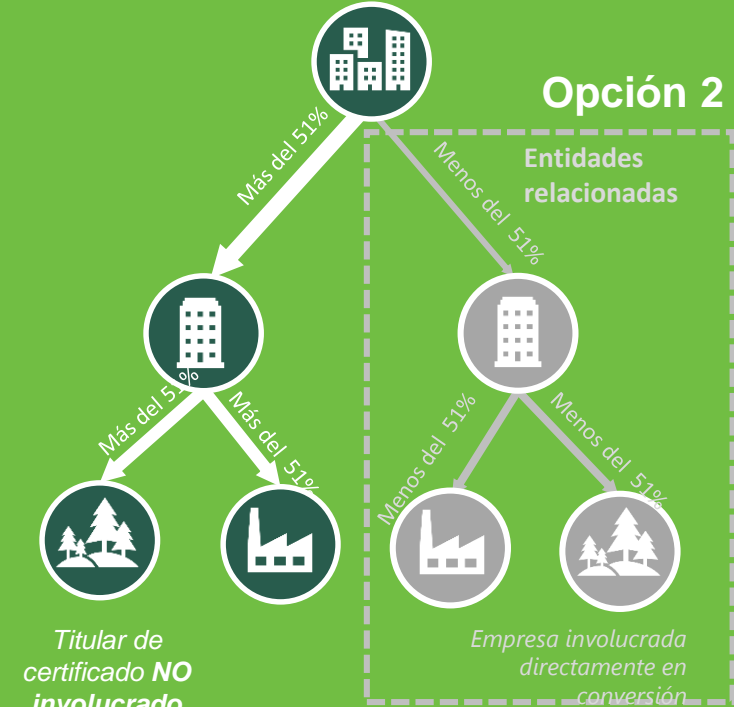 Opción 2
Más del 51%
Menos del 51%
Entidades
relacionadas
Más del 51%
Más del 51%
Menos del 51%
Menos del 51%
Titular de
certificado NO
involucrado
Empresa involucrada
directamente en
conversión